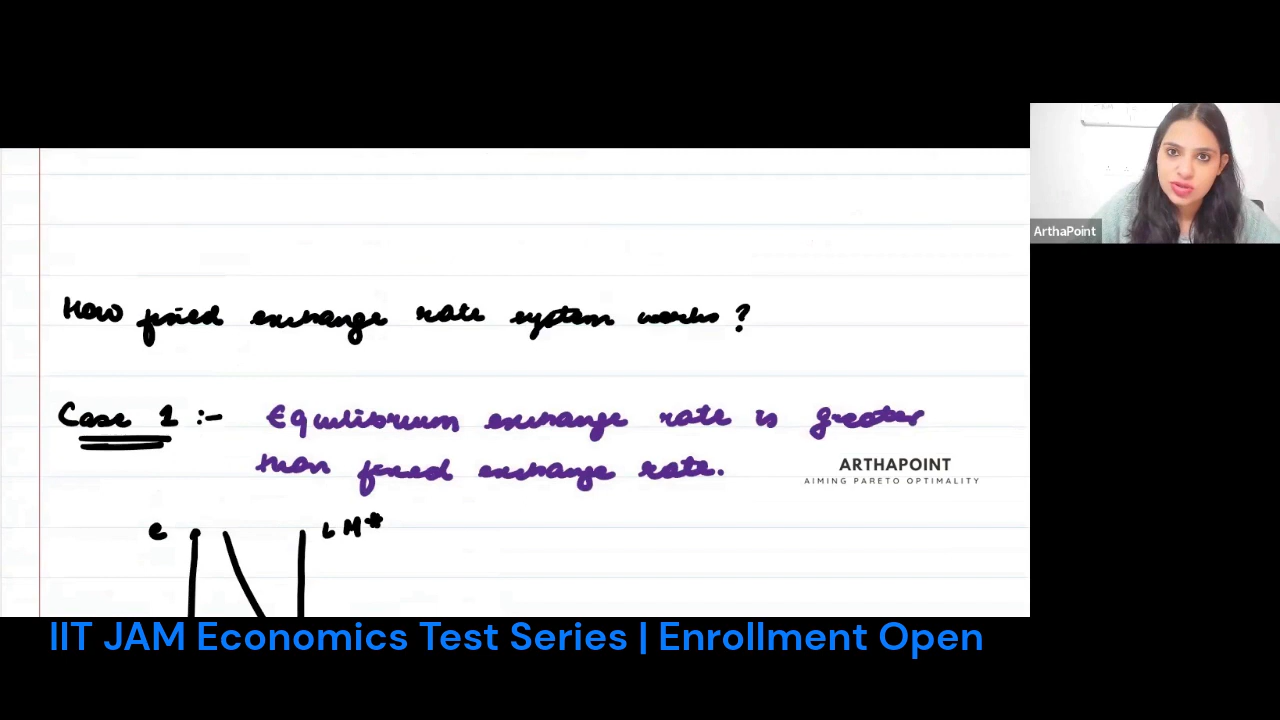 How fixed exchange rate system works?
Case 1 :- Equilibrium exchange rate is greater
than fixed exchange rate.
ARTHAPOINT
AIMING PARETO OPTIMALITY
e LM*
ArthaPoint
IIT JAM Economics Test Series | Enrollment Open